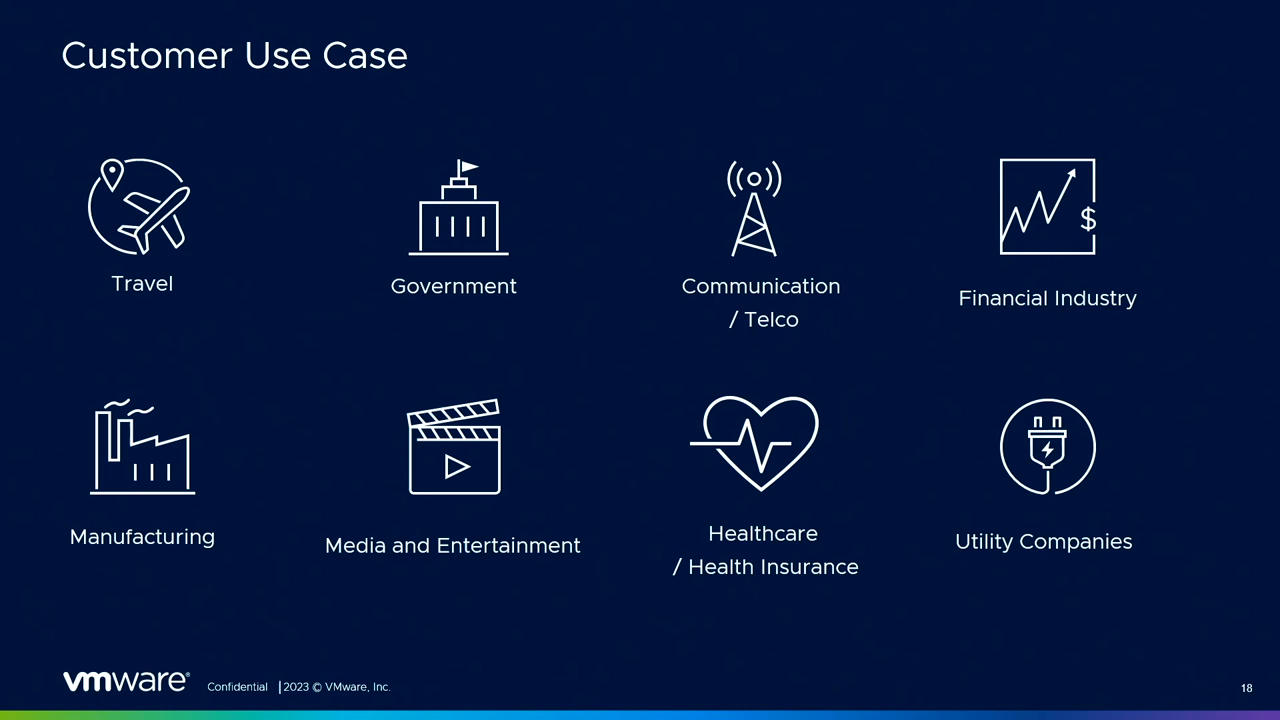 Customer Use Case
Travel
Government
Communication
/ Telco
Financial Industry
$
Manufacturing
Media and Entertainment
Healthcare
/ Health Insurance
Utility Companies
vmware®
Confidential | 2023 © VMware, Inc.
18